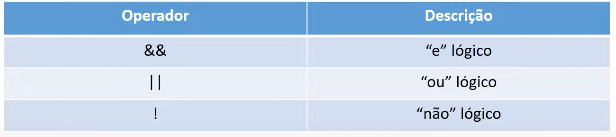 Operador Descrição
&& “e” lógico
|| “ou” lógico
! “não” lógico